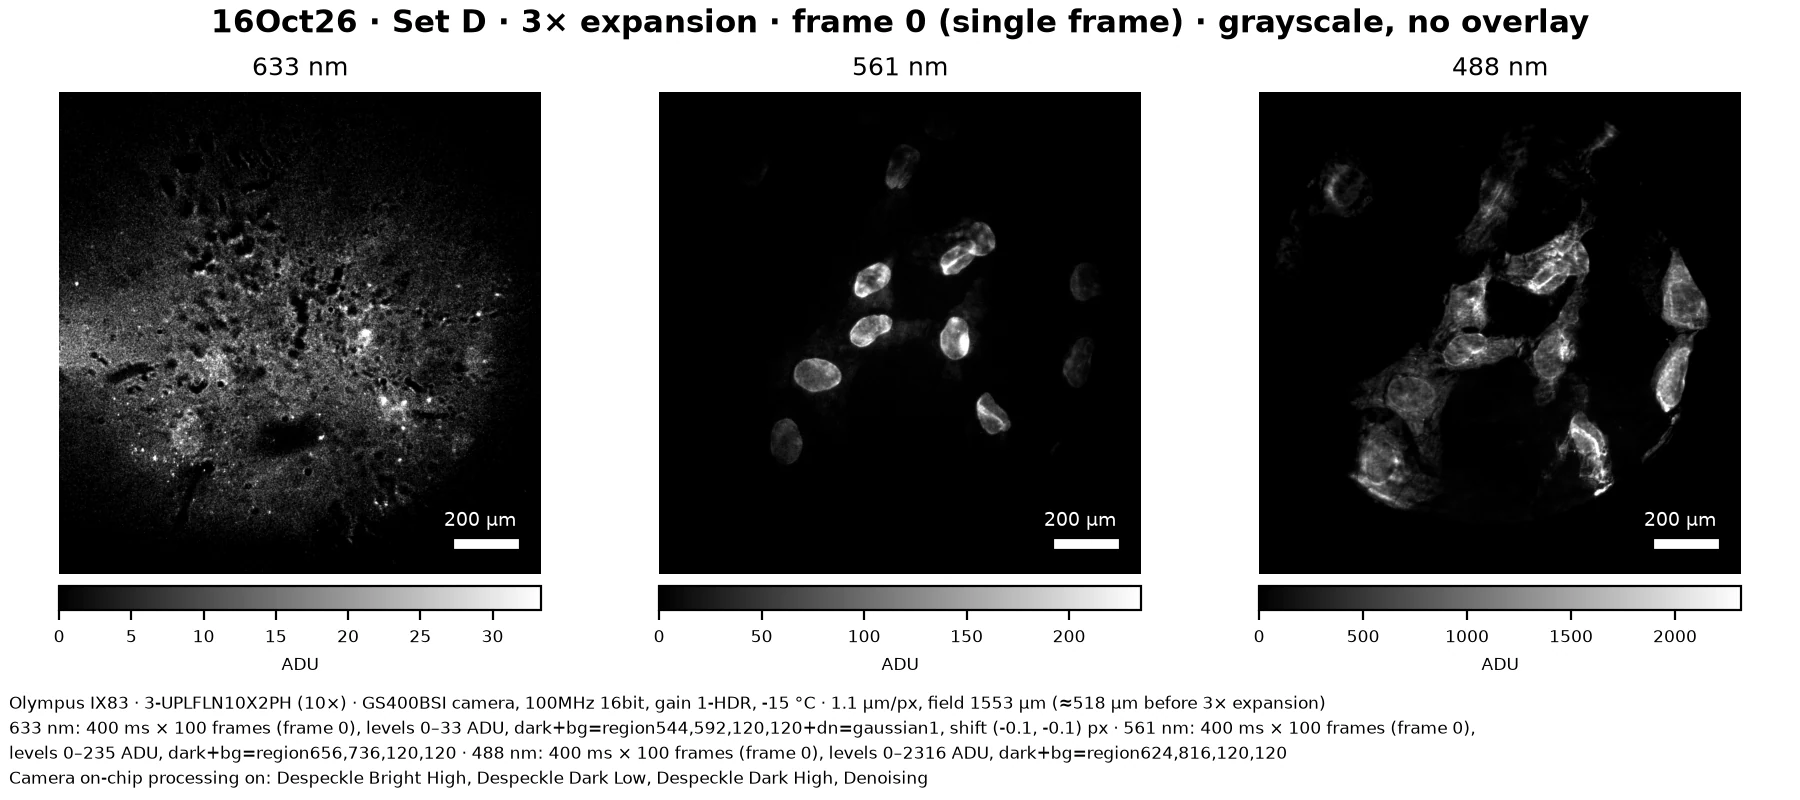 16Oct26 · Set D · 3× expansion · frame 0 (single frame) · grayscale, no overlay
633 nm
561 nm
488 nm
200 µm
200 µm
200 µm
0 5 10 15 20 25 30
0 50 100 150 200
0 500 1000 1500 2000
ADU
ADU
ADU
Olympus IX83 · 3-UPLFLN10X2PH (10×) · GS400BSI camera, 100MHz 16bit, gain 1-HDR, -15 °C · 1.1 µm/px, field 1553 µm (≈518 µm before 3× expansion)
633 nm: 400 ms × 100 frames (frame 0), levels 0–33 ADU, dark+bg=region544,592,120,120+dn=gaussian1, shift (-0.1, -0.1) px · 561 nm: 400 ms × 100 frames (frame 0),
levels 0–235 ADU, dark+bg=region656,736,120,120 · 488 nm: 400 ms × 100 frames (frame 0), levels 0–2316 ADU, dark+bg=region624,816,120,120
Camera on-chip processing on: Despeckle Bright High, Despeckle Dark Low, Despeckle Dark High, Denoising